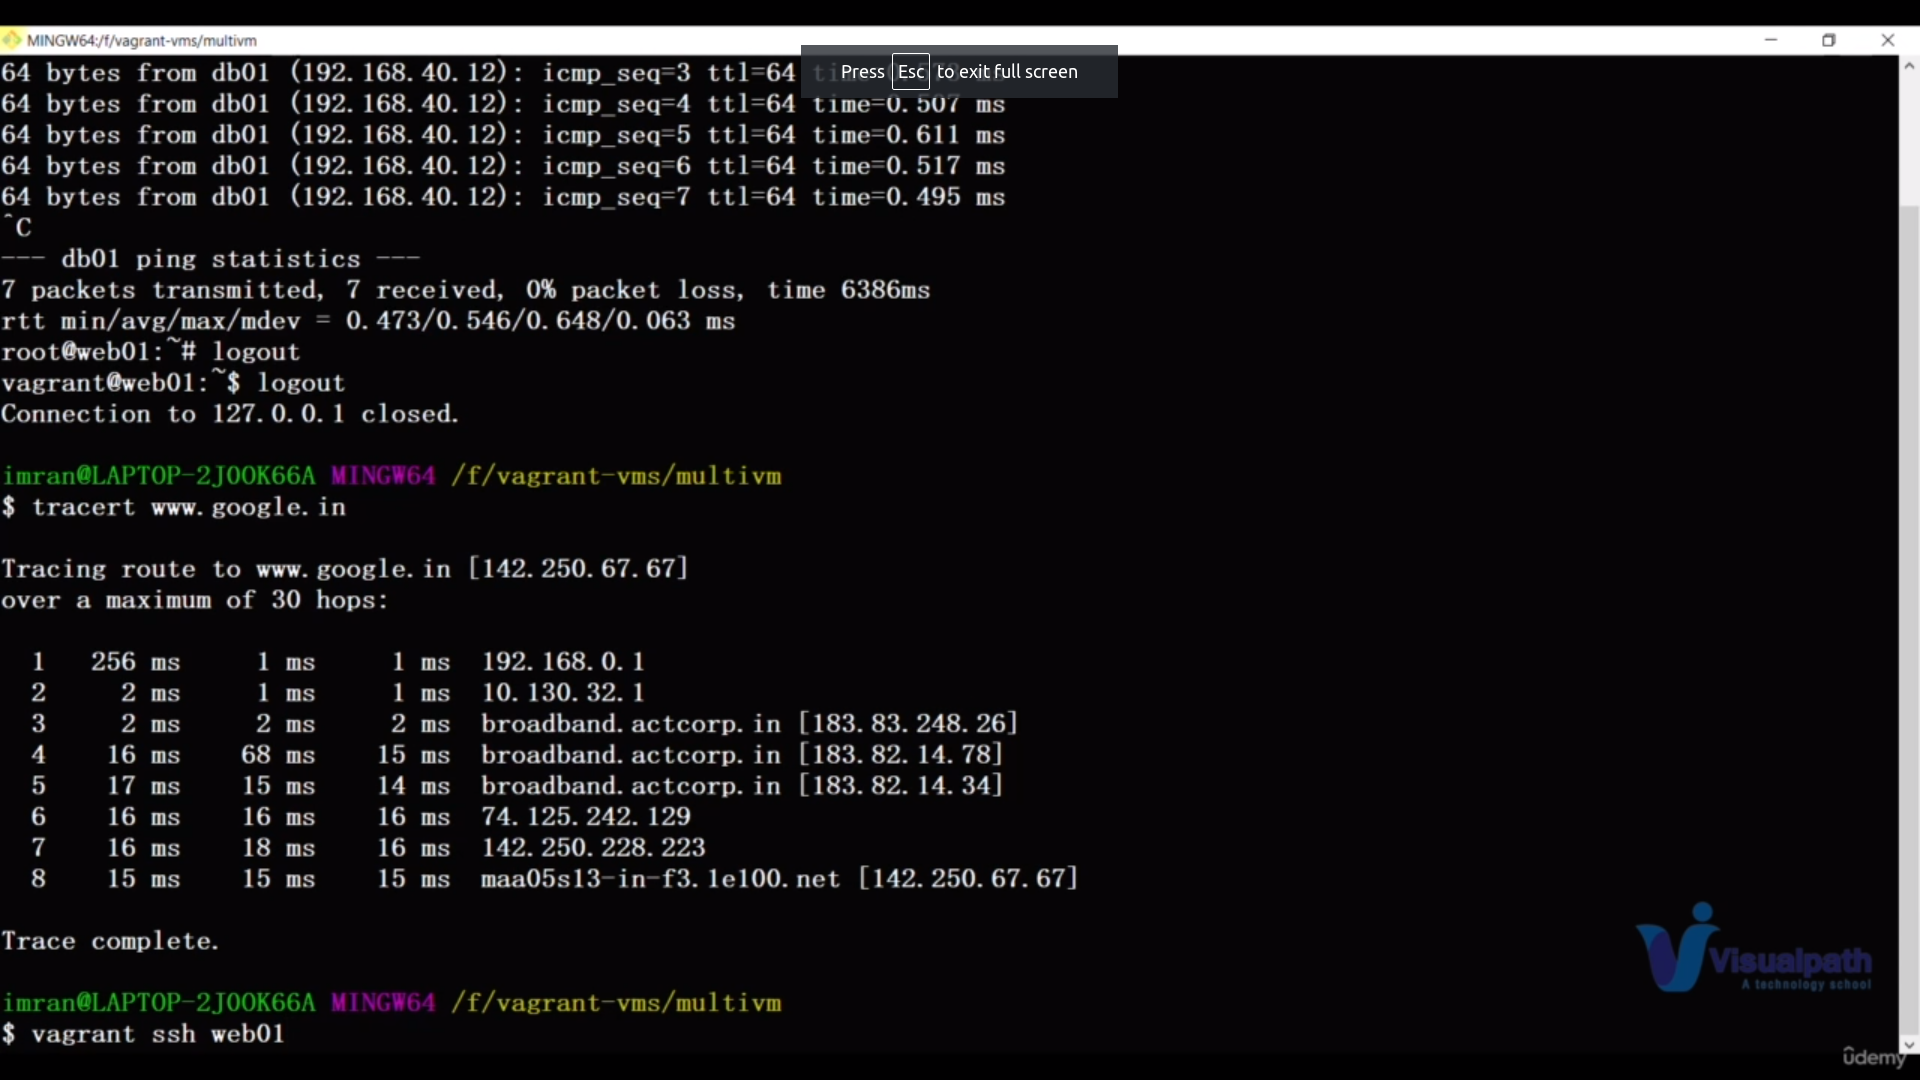 MINGW64:/f/vagrant-vms/multivm
Press Esc to exit full screen
64 bytes from db01 (192.168.40.12): icmp_seq=3 ttl=64
64 bytes from db01 (192.168.40.12): icmp_seq=4 ttl=64 time=0.507 ms
64 bytes from db01 (192.168.40.12): icmp_seq=5 ttl=64 time=0.611 ms
64 bytes from db01 (192.168.40.12): icmp_seq=6 ttl=64 time=0.517 ms
64 bytes from db01 (192.168.40.12): icmp_seq=7 ttl=64 time=0.495 ms
^C
--- db01 ping statistics ---
7 packets transmitted, 7 received, 0% packet loss, time 6386ms
rtt min/avg/max/mdev = 0.473/0.546/0.648/0.063 ms
root@web01:~# logout
vagrant@web01:~$ logout
Connection to 127.0.0.1 closed.
imran@LAPTOP-2J0OK66A MINGW64 /f/vagrant-vms/multivm
$ tracert www.google.in
Tracing route to www.google.in [142.250.67.67]
over a maximum of 30 hops:
1 256 ms 1 ms 1 ms 192.168.0.1
2 2 ms 1 ms 1 ms 10.130.32.1
3 2 ms 2 ms 2 ms broadband.actcorp.in [183.83.248.26]
4 16 ms 68 ms 15 ms broadband.actcorp.in [183.82.14.78]
5 17 ms 15 ms 14 ms broadband.actcorp.in [183.82.14.34]
6 16 ms 16 ms 16 ms 74.125.242.129
7 16 ms 18 ms 16 ms 142.250.228.223
8 15 ms 15 ms 15 ms maa05s13-in-f3.1e100.net [142.250.67.67]
Trace complete.
imran@LAPTOP-2J0OK66A MINGW64 /f/vagrant-vms/multivm
$ vagrant ssh web01
Visualpath
A technology school
ûdemy